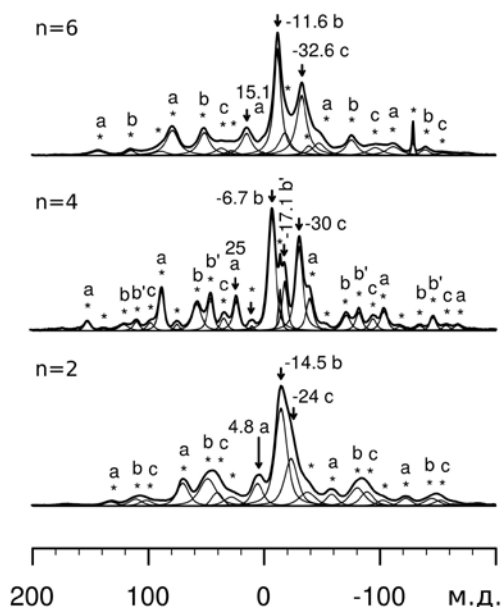 n=6
-11.6 b
-32.6 c
a b a b c 15.1 a a b c a b c
* * * * * * * * * * * * * * * *
n=4
-6.7 b
-17.1 b'
-30 c
a b b' c a b b' c 25 a a b b' c a b b' c a
* * * * * * * * * * * * * * * * * * *
n=2
-14.5 b
-24 c
4.8 a
a b c a b c a b c a b c
* * * * * * * * * * * * * *
200 100 0 -100 м.д.